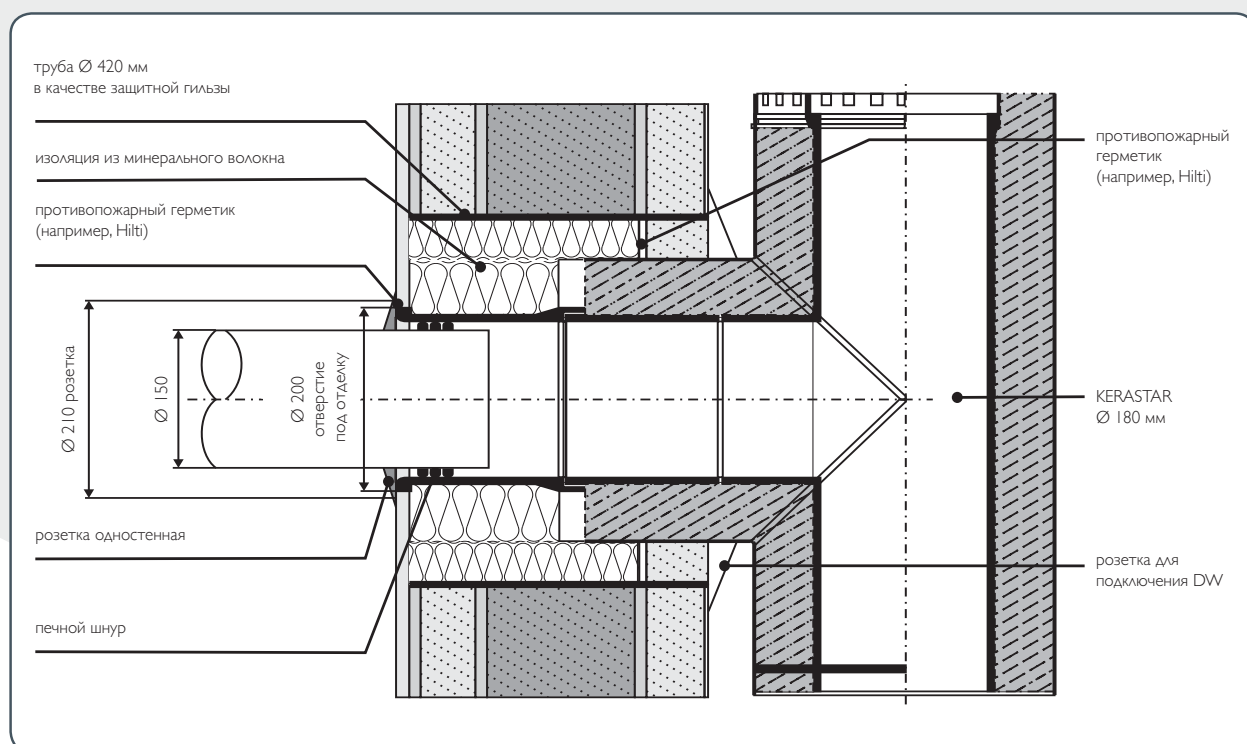 труба Ø 420 мм
в качестве защитной гильзы
изоляция из минерального волокна
противопожарный герметик
(например, Hilti)
Ø 210 розетка
Ø 150
Ø 200
отверстие
под отделку
розетка одностенная
печной шнур
противопожарный
герметик
(например, Hilti)
KERASTAR
Ø 180 мм
розетка для
подключения DW